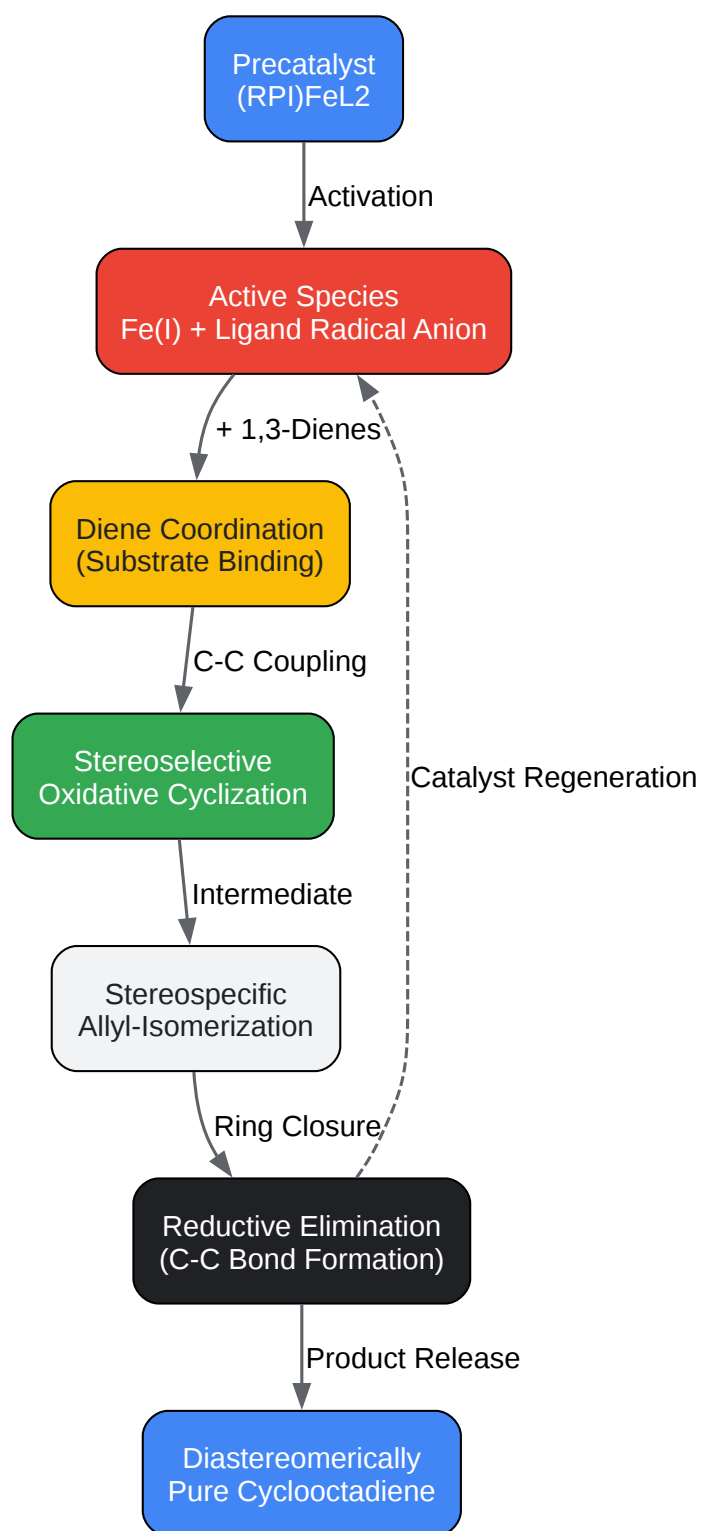 Precatalyst
(RPI)FeL2
Activation
Active Species
Fe(I) + Ligand Radical Anion
+ 1,3-Dienes
Diene Coordination
(Substrate Binding)
C-C Coupling
Stereoselective
Oxidative Cyclization
Catalyst Regeneration
Intermediate
Stereospecific
Allyl-Isomerization
Ring Closure
Reductive Elimination
(C-C Bond Formation)
Product Release
Diastereomerically
Pure Cyclooctadiene